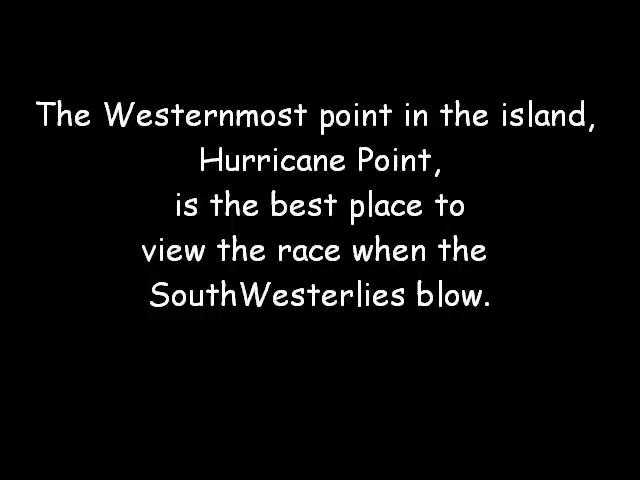 The Westernmost point in the island,
Hurricane Point,
is the best place to
view the race when the
SouthWesterlies blow.